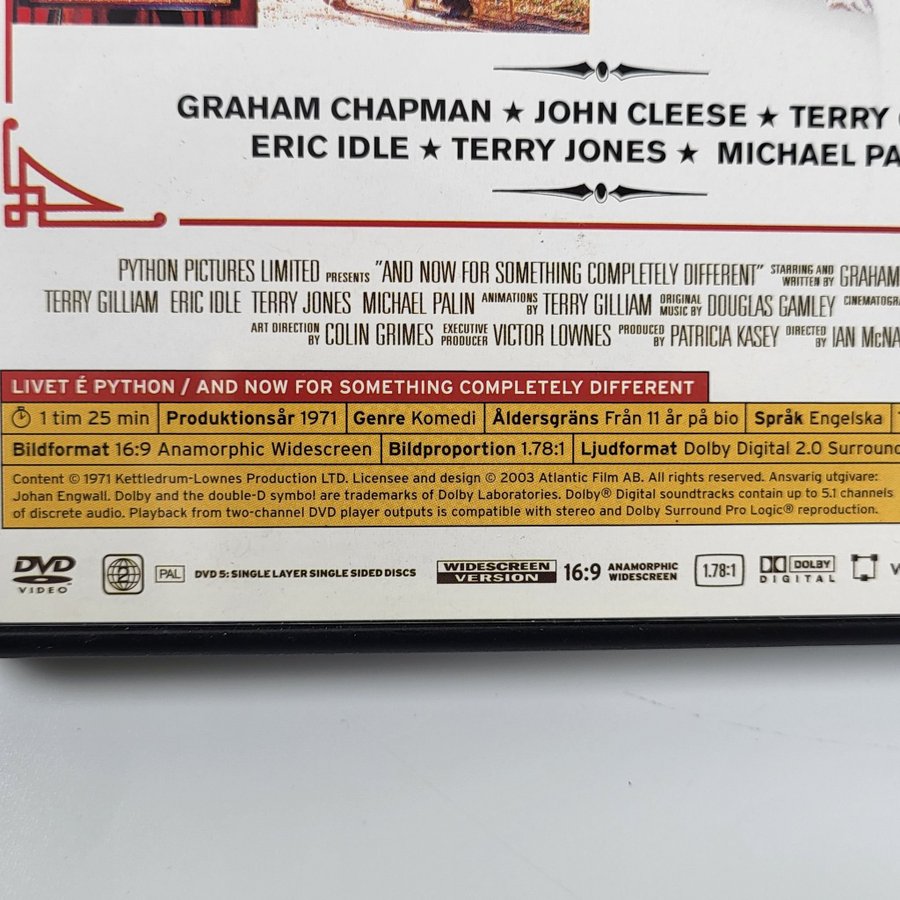 GRAHAM CHAPMAN ★ JOHN CLEESE ★ TERRY
ERIC IDLE ★ TERRY JONES ★ MICHAEL PA
PYTHON PICTURES LIMITED PRESENTS "AND NOW FOR SOMETHING COMPLETELY DIFFERENT" STARRING AND WRITTEN BY GRAHAM
TERRY GILLIAM ERIC IDLE TERRY JONES MICHAEL PALIN ANIMATIONS BY TERRY GILLIAM ORIGINAL MUSIC BY DOUGLAS GAMLEY CINEMATOGRA
ART DIRECTION BY COLIN GRIMES EXECUTIVE PRODUCER VICTOR LOWNES PRODUCED BY PATRICIA KASEY DIRECTED BY IAN McNA
LIVET É PYTHON / AND NOW FOR SOMETHING COMPLETELY DIFFERENT
1 tim 25 min Produktionsår 1971 Genre Komedi Åldersgräns Från 11 år på bio Språk Engelska
Bildformat 16:9 Anamorphic Widescreen Bildproportion 1.78:1 Ljudformat Dolby Digital 2.0 Surround
Content © 1971 Kettledrum-Lownes Production LTD. Licensee and design © 2003 Atlantic Film AB. All rights reserved. Ansvarig utgivare:
Johan Engwall. Dolby and the double-D symbol are trademarks of Dolby Laboratories. Dolby® Digital soundtracks contain up to 5.1 channels
of discrete audio. Playback from two-channel DVD player outputs is compatible with stereo and Dolby Surround Pro Logic® reproduction.
DVD VIDEO 2 PAL DVD 5: SINGLE LAYER SINGLE SIDED DISCS WIDESCREEN VERSION 16:9 ANAMORPHIC WIDESCREEN 1.78:1 DOLBY DIGITAL